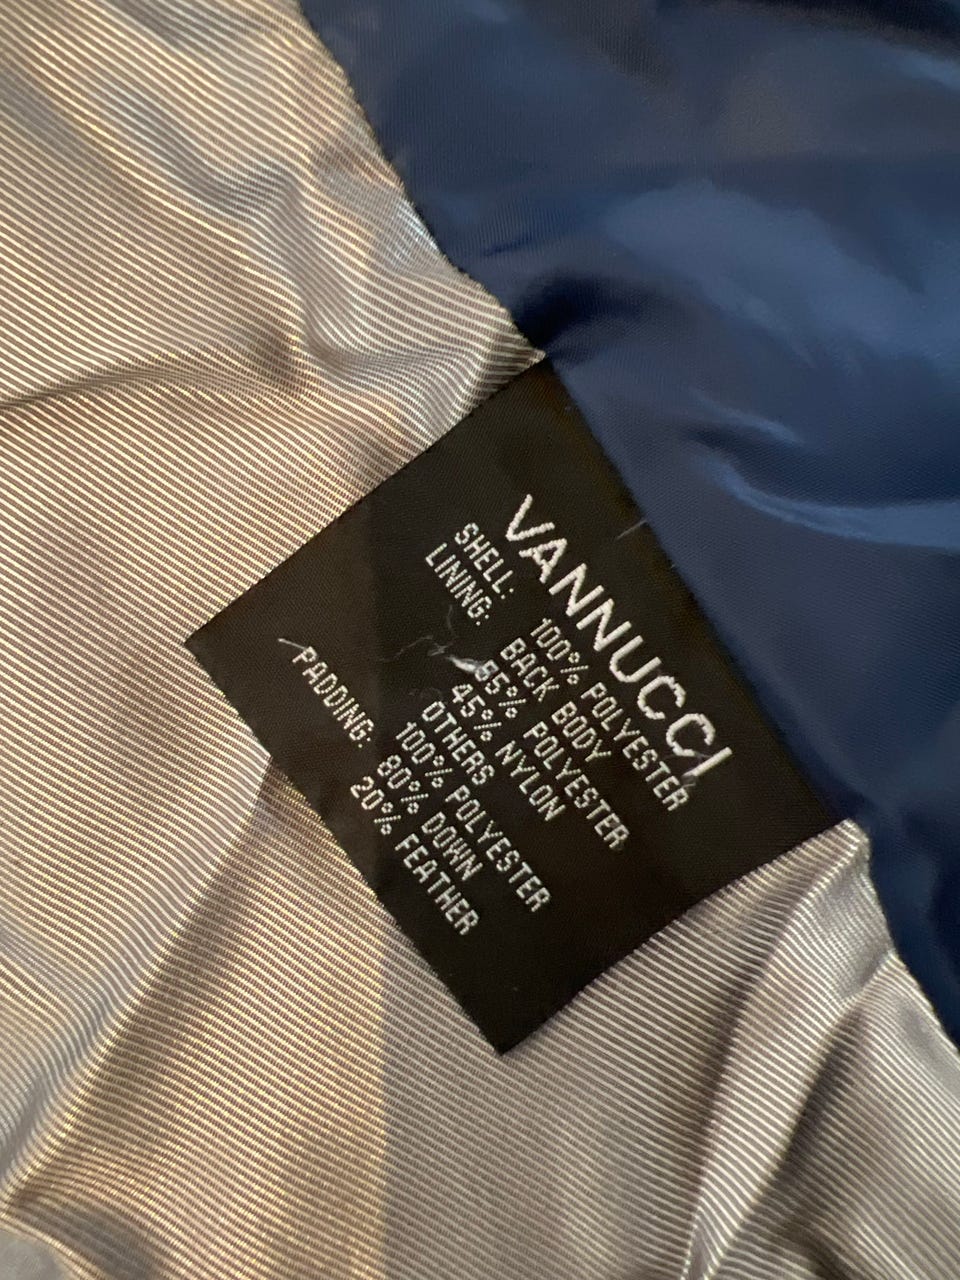 VANNUCCI
SHELL: 100% POLYESTER
LINING: BACK BODY
55% POLYESTER
45% NYLON
OTHERS
100% POLYESTER
PADDING: 80% DOWN
20% FEATHER